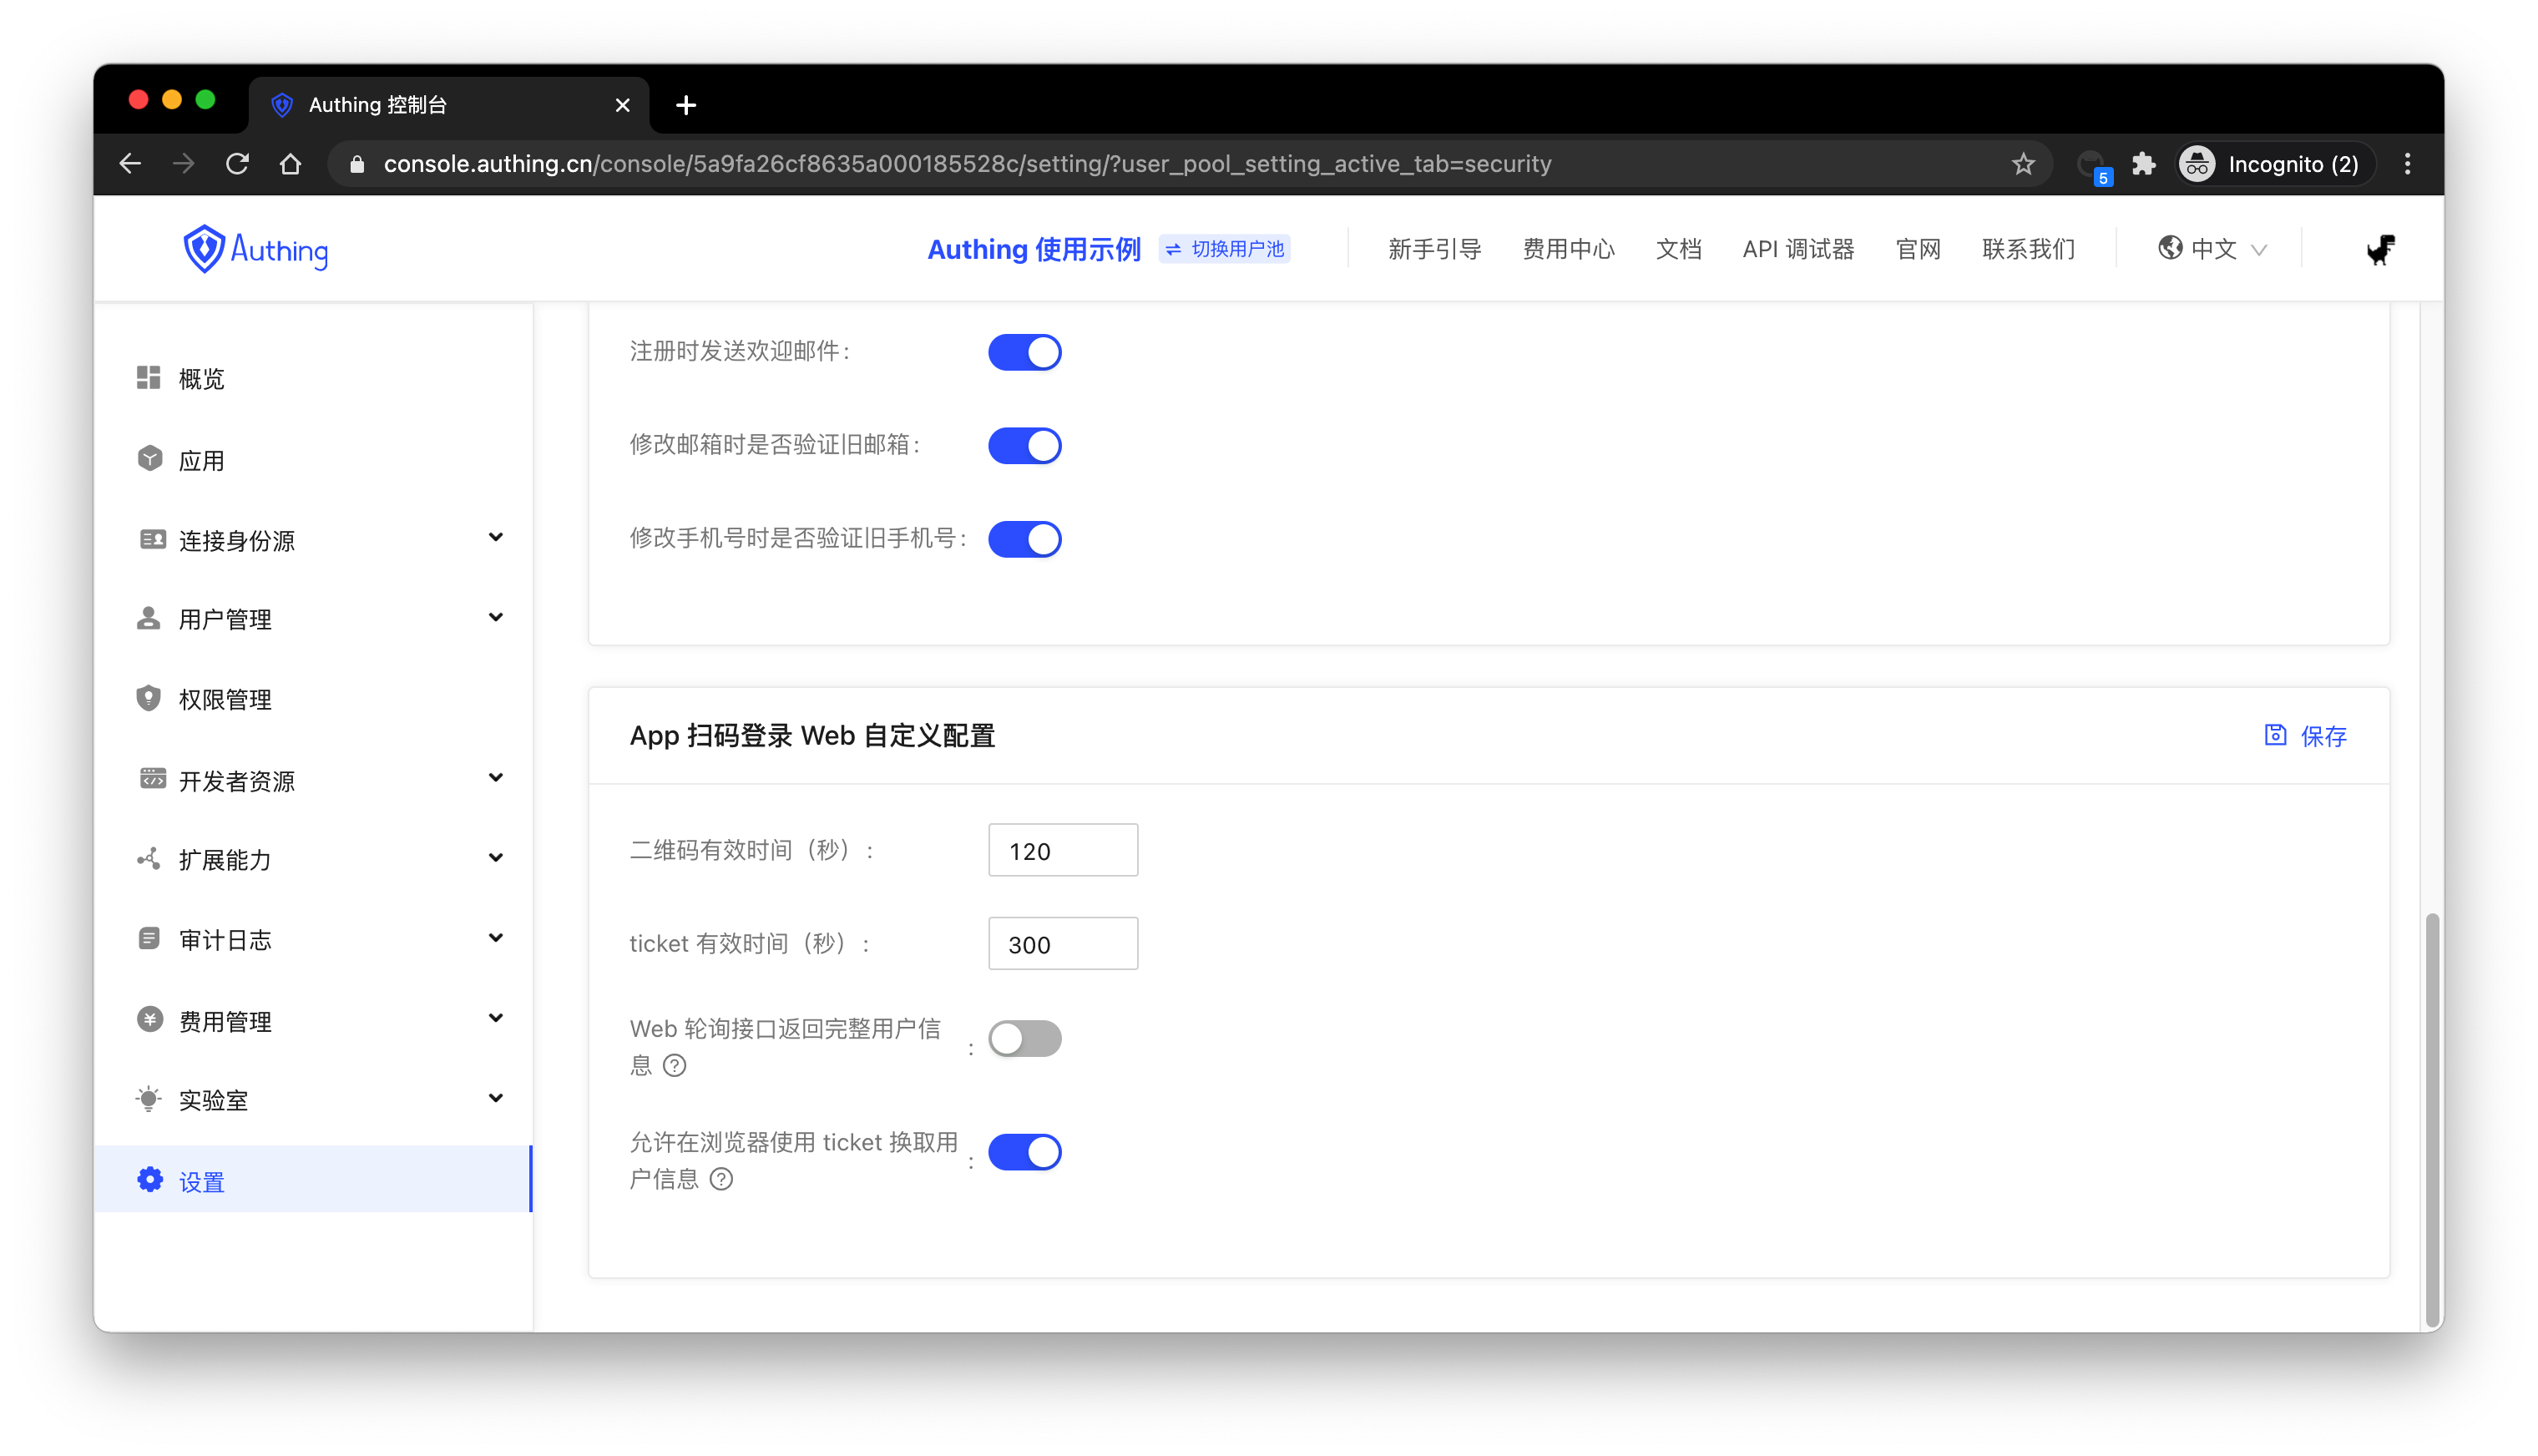 Authing 控制台
console.authing.cn/console/5a9fa26cf8635a000185528c/setting/?user_pool_setting_active_tab=security
5
Incognito (2)
Authing
Authing 使用示例
切换用户池
新手引导
费用中心
文档
API 调试器
官网
联系我们
中文
概览
应用
连接身份源
用户管理
权限管理
开发者资源
扩展能力
审计日志
费用管理
实验室
设置
注册时发送欢迎邮件:
修改邮箱时是否验证旧邮箱:
修改手机号时是否验证旧手机号:
App 扫码登录 Web 自定义配置
保存
二维码有效时间（秒）: 120
ticket 有效时间（秒）: 300
Web 轮询接口返回完整用户信
息 ? :
允许在浏览器使用 ticket 换取用
户信息 ? :